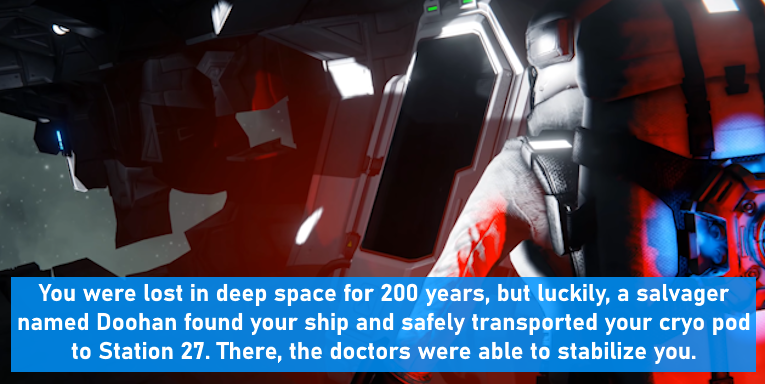 You were lost in deep space for 200 years, but luckily, a salvager
named Doohan found your ship and safely transported your cryo pod
to Station 27. There, the doctors were able to stabilize you.